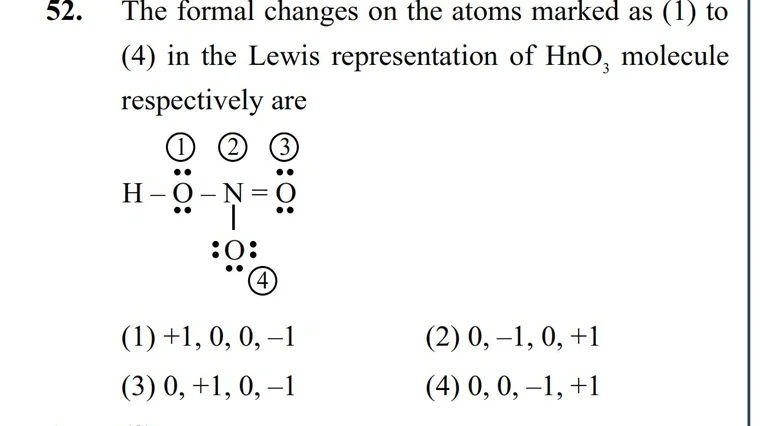 52. The formal changes on the atoms marked as (1) to
(4) in the Lewis representation of HnO₃ molecule
respectively are
① ② ③
H – O – N = O
|
:O:
④
(1) +1, 0, 0, –1 (2) 0, –1, 0, +1
(3) 0, +1, 0, –1 (4) 0, 0, –1, +1